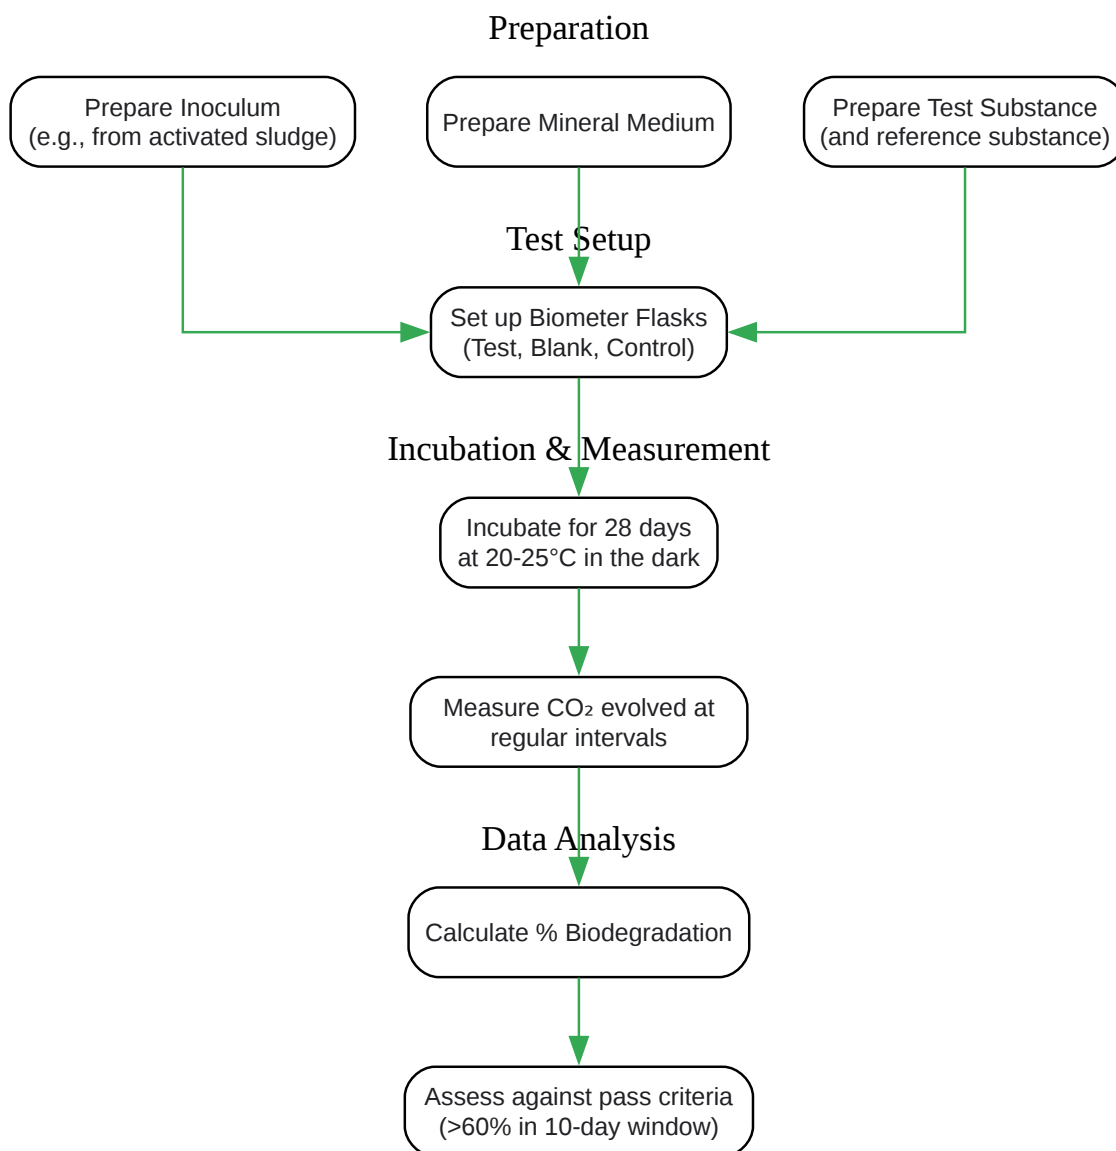 Preparation
Prepare Inoculum
(e.g., from activated sludge)
Prepare Mineral Medium
Prepare Test Substance
(and reference substance)
Test Setup
Set up Biometer Flasks
(Test, Blank, Control)
Incubation & Measurement
Incubate for 28 days
at 20-25°C in the dark
Measure CO₂ evolved at
regular intervals
Data Analysis
Calculate % Biodegradation
Assess against pass criteria
(>60% in 10-day window)